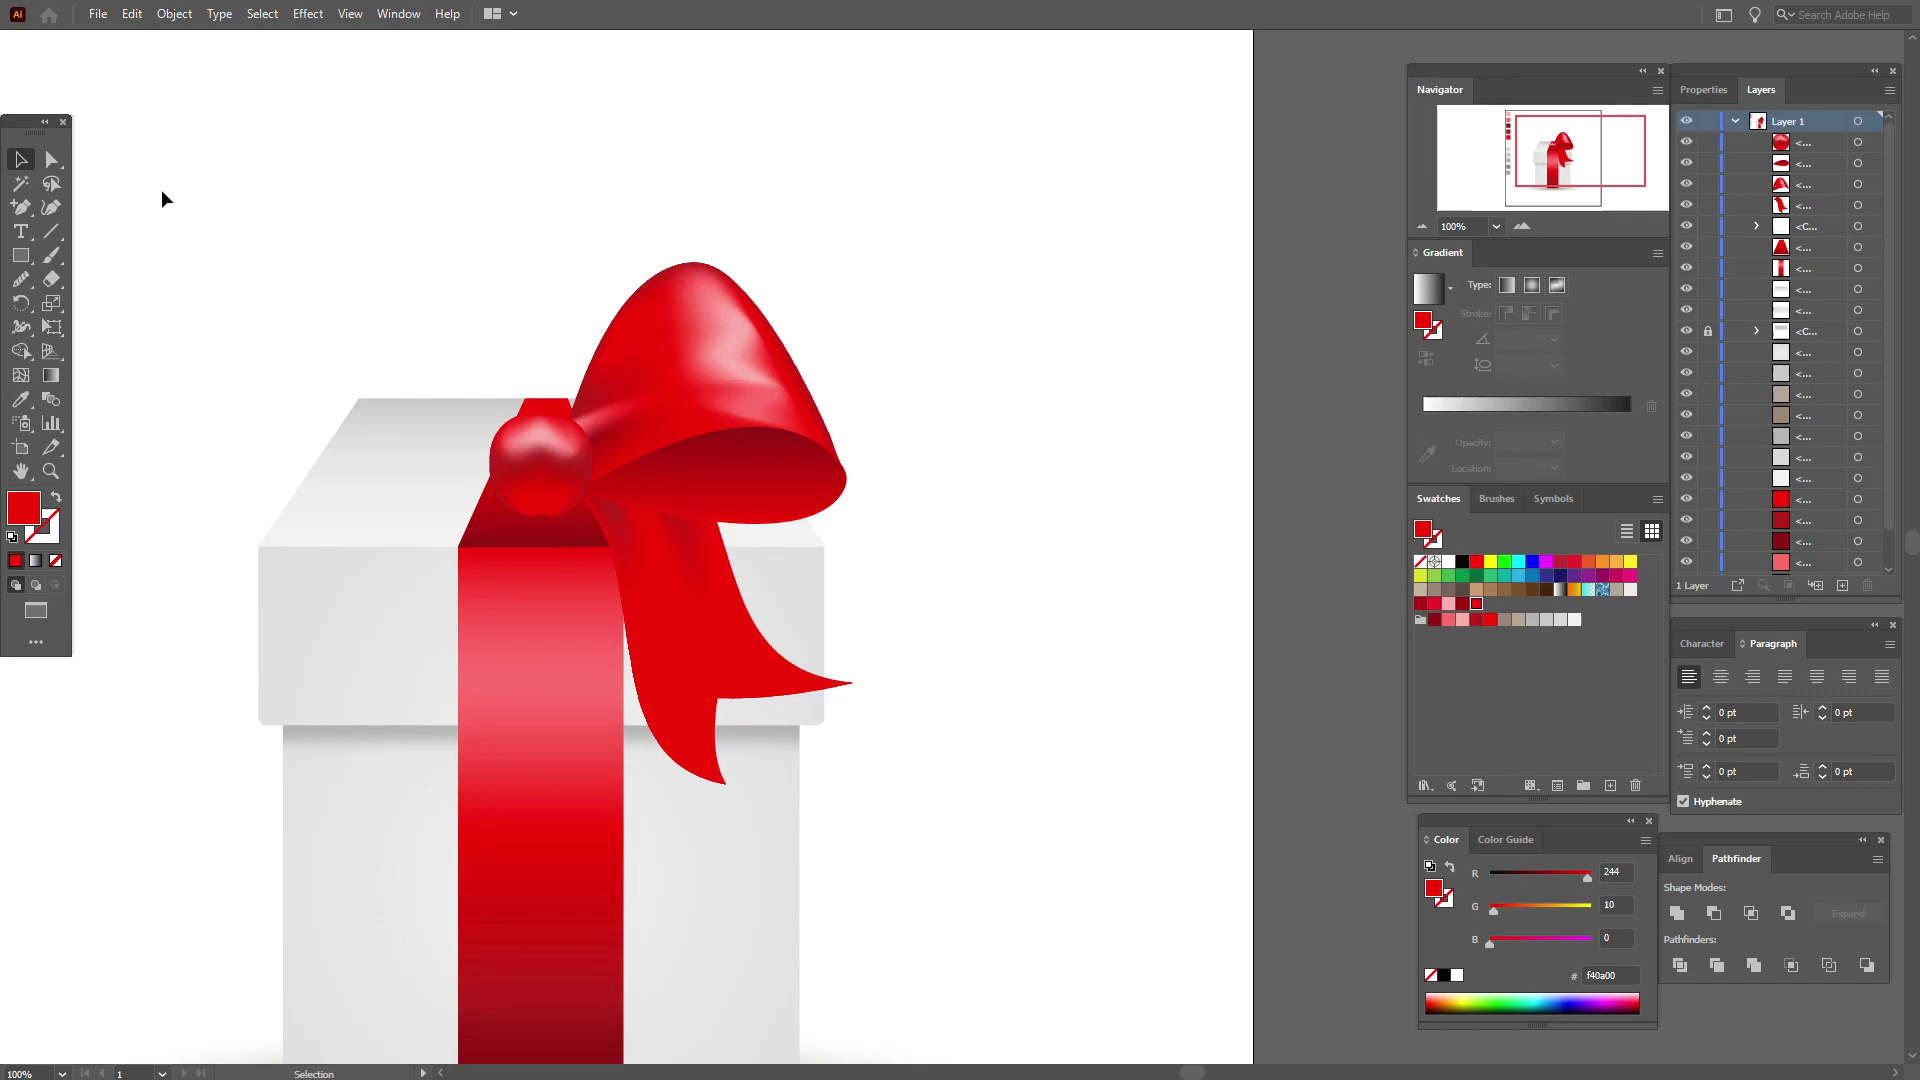 Ai File Edit Object Type Select Effect View Window Help Search Adobe Help
Navigator
100%
Gradient
Type:
Stroke:
Opacity:
Location:
Swatches Brushes Symbols
Color Color Guide
R 244
G 10
B 0
# f40a00
Properties Layers
Layer 1
<...
<...
<...
<...
<C...
<...
<...
<...
<...
<C...
<...
<...
<...
<...
<...
<...
<...
<...
<...
<...
<...
1 Layer
Character Paragraph
0 pt 0 pt
0 pt
0 pt 0 pt
Hyphenate
Align Pathfinder
Shape Modes:
Expand
Pathfinders:
100% 1 Selection